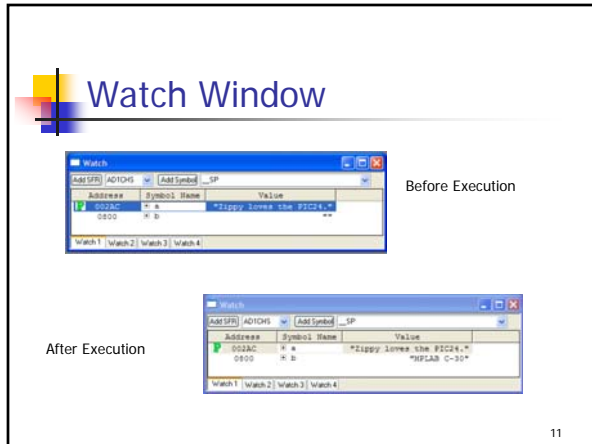 Watch Window
Watch
Add SFR AD1CHS Add Symbol __SP
Address Symbol Name Value
P 002AC a "Zippy loves the PIC24."
0800 b ""
Watch 1 Watch 2 Watch 3 Watch 4
Before Execution
Watch
Add SFR AD1CHS Add Symbol __SP
Address Symbol Name Value
P 002AC a "Zippy loves the PIC24."
0800 b "MPLAB C-30"
Watch 1 Watch 2 Watch 3 Watch 4
After Execution
11